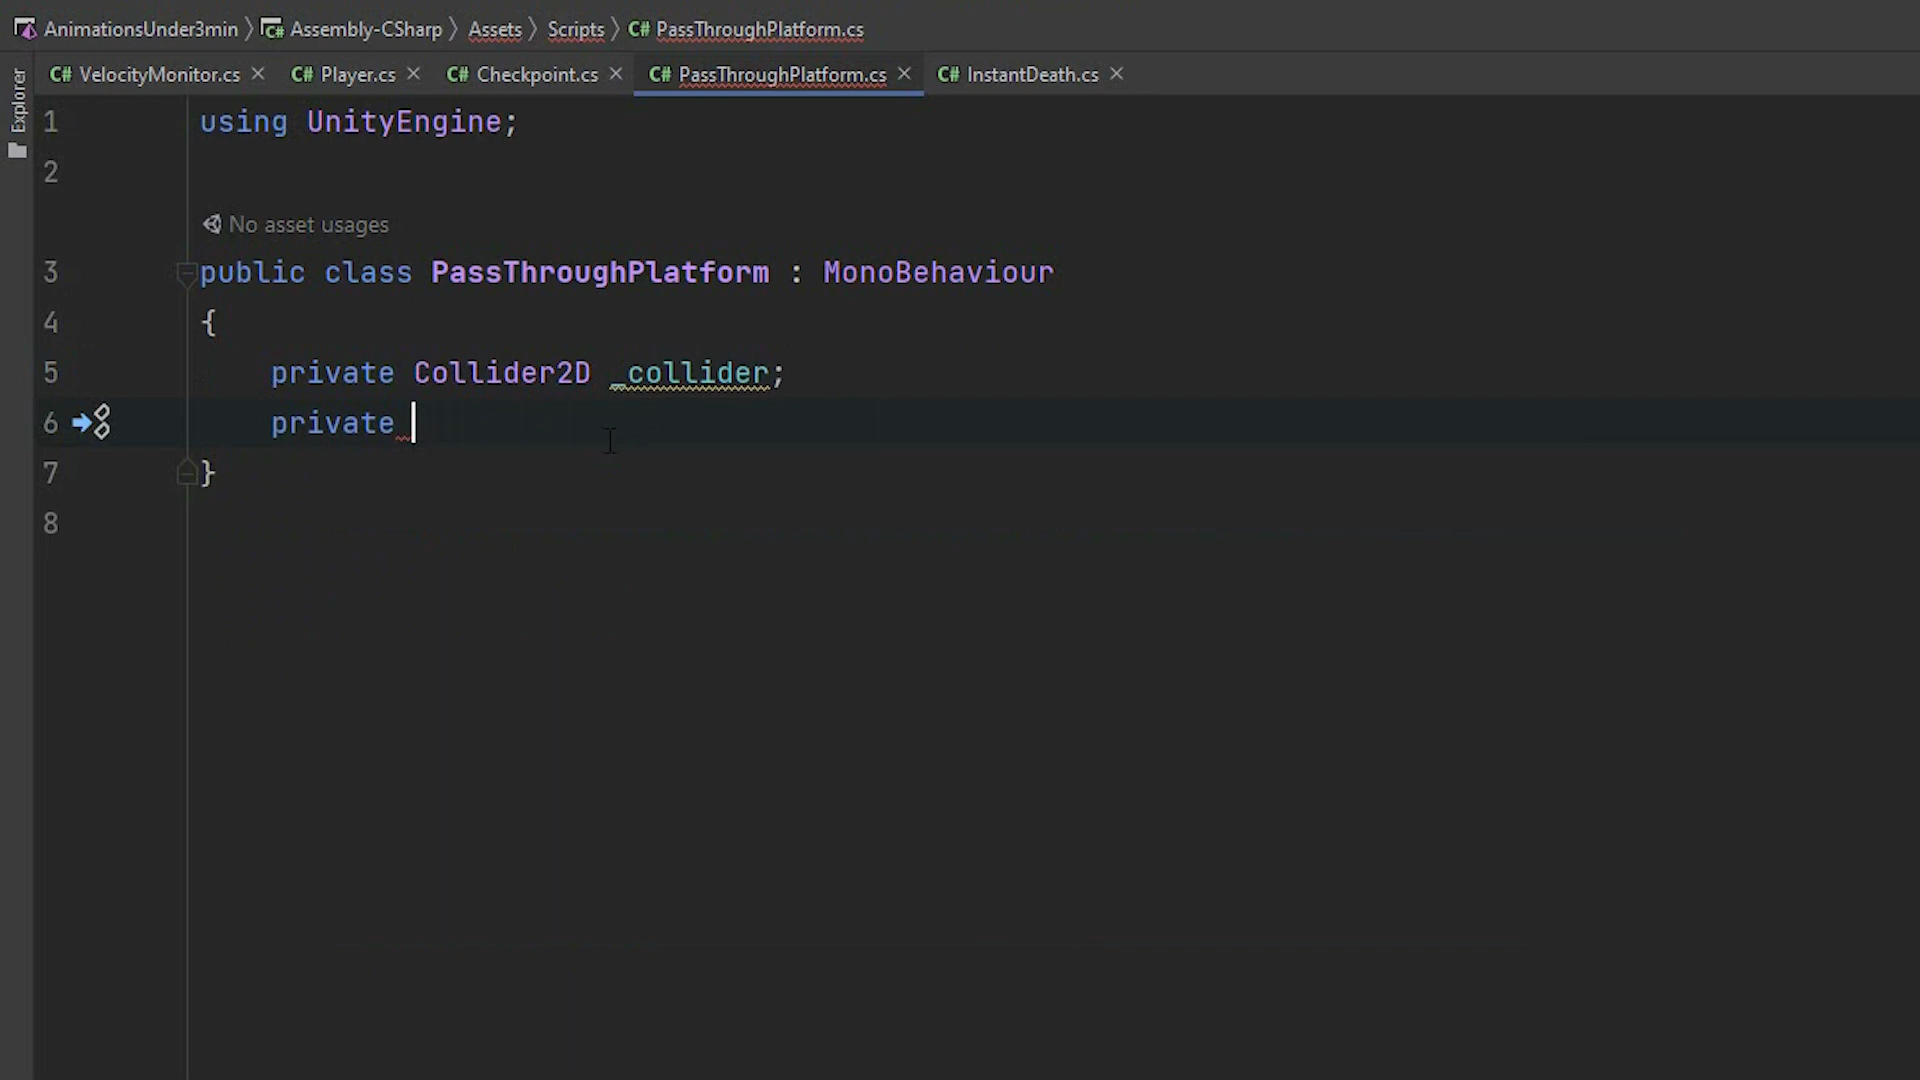 AnimationsUnder3min Assembly-CSharp Assets Scripts C# PassThroughPlatform.cs
C# VelocityMonitor.cs C# Player.cs C# Checkpoint.cs C# PassThroughPlatform.cs C# InstantDeath.cs
Explorer
1 using UnityEngine;
2
No asset usages
3 public class PassThroughPlatform : MonoBehaviour
4 {
5 private Collider2D _collider;
6 private
7 }
8